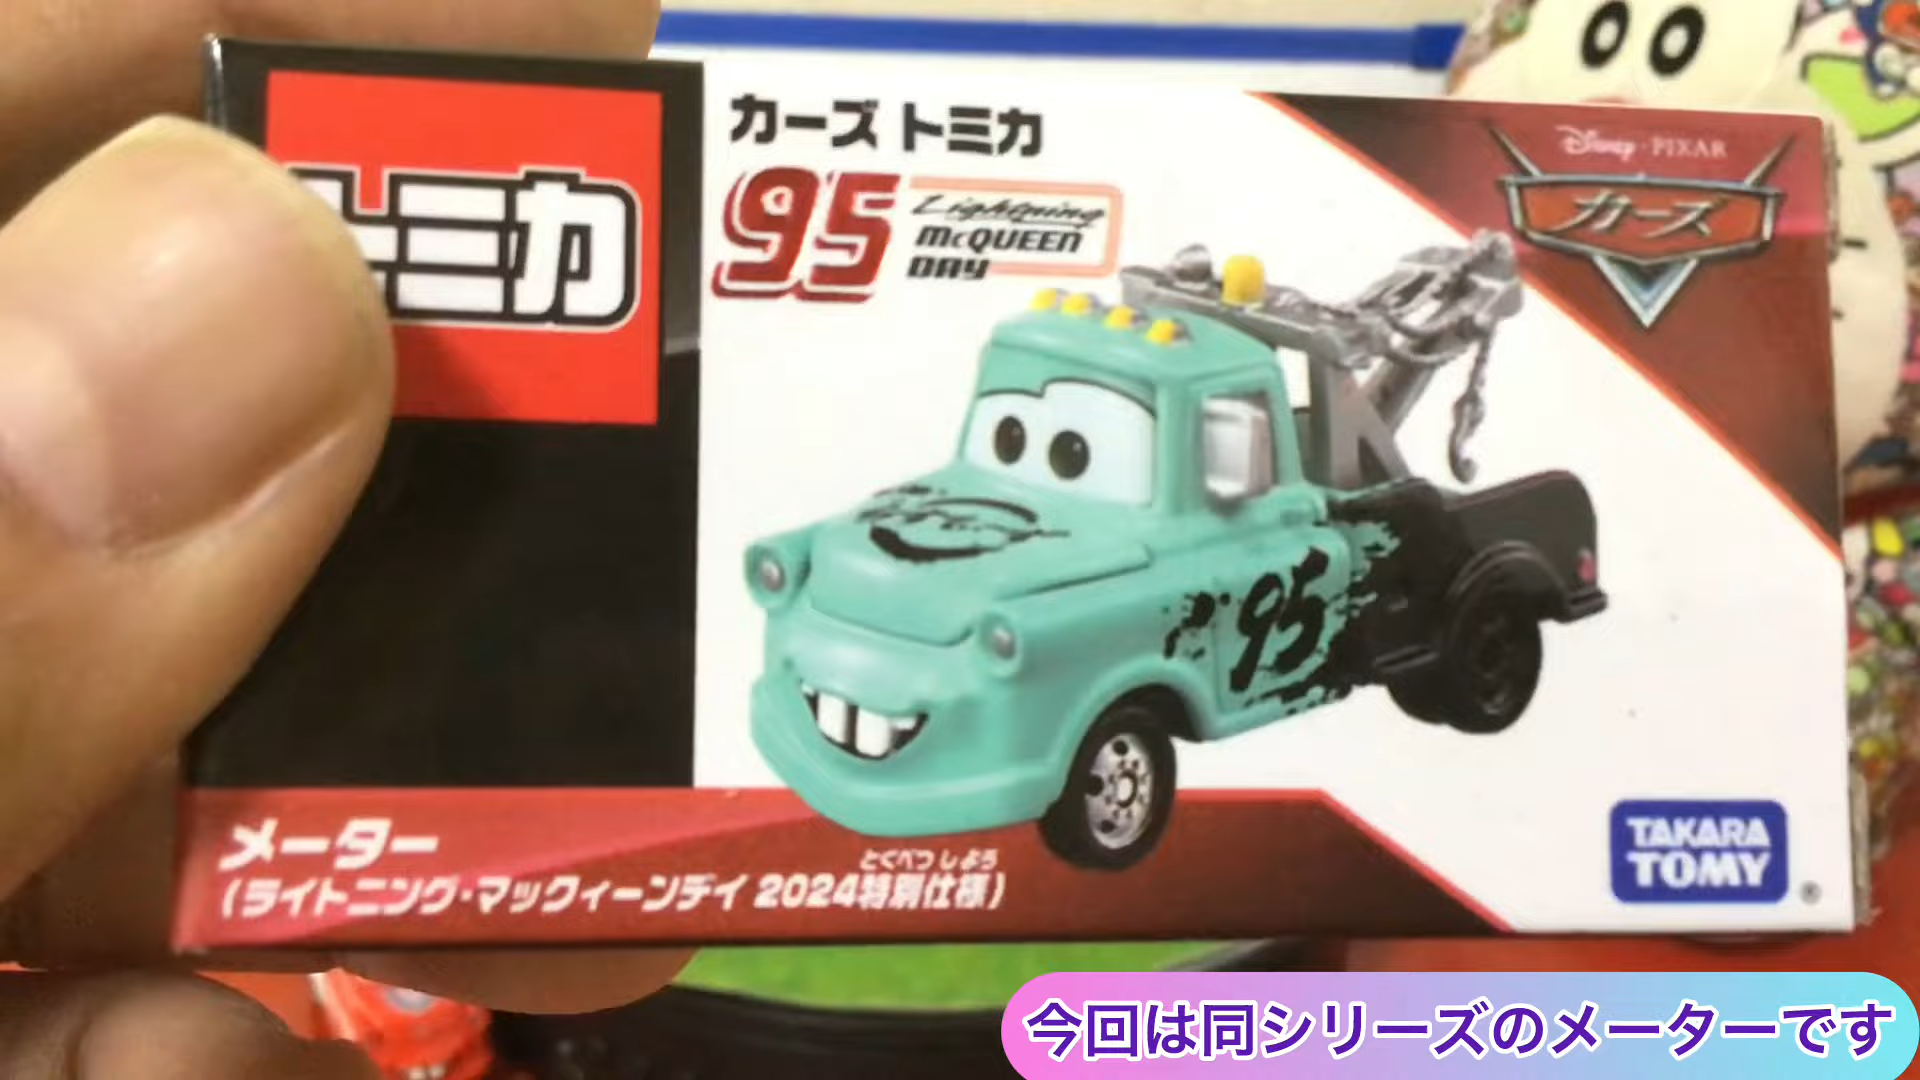 トミカ
カーズ トミカ
95
Lightning
McQUEEN
DAY
Disney・PIXAR
カーズ
95
メーター
とくべつしよう
(ライトニング・マックィーンデイ 2024特別仕様)
TAKARA
TOMY
®
今回は同シリーズのメーターです